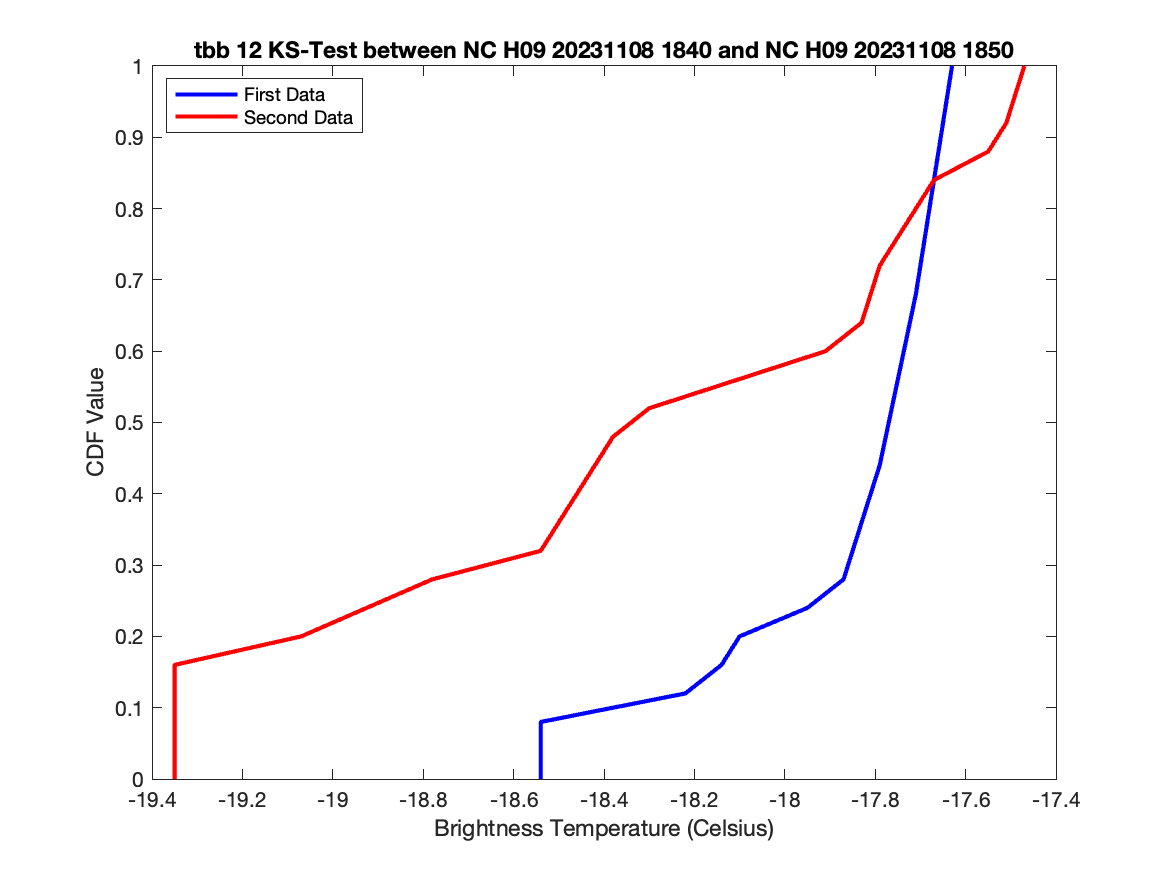 tbb 12 KS-Test between NC H09 20231108 1840 and NC H09 20231108 1850
First Data
Second Data
1
0.9
0.8
0.7
0.6
0.5
0.4
0.3
0.2
0.1
0
CDF Value
-19.4 -19.2 -19 -18.8 -18.6 -18.4 -18.2 -18 -17.8 -17.6 -17.4
Brightness Temperature (Celsius)